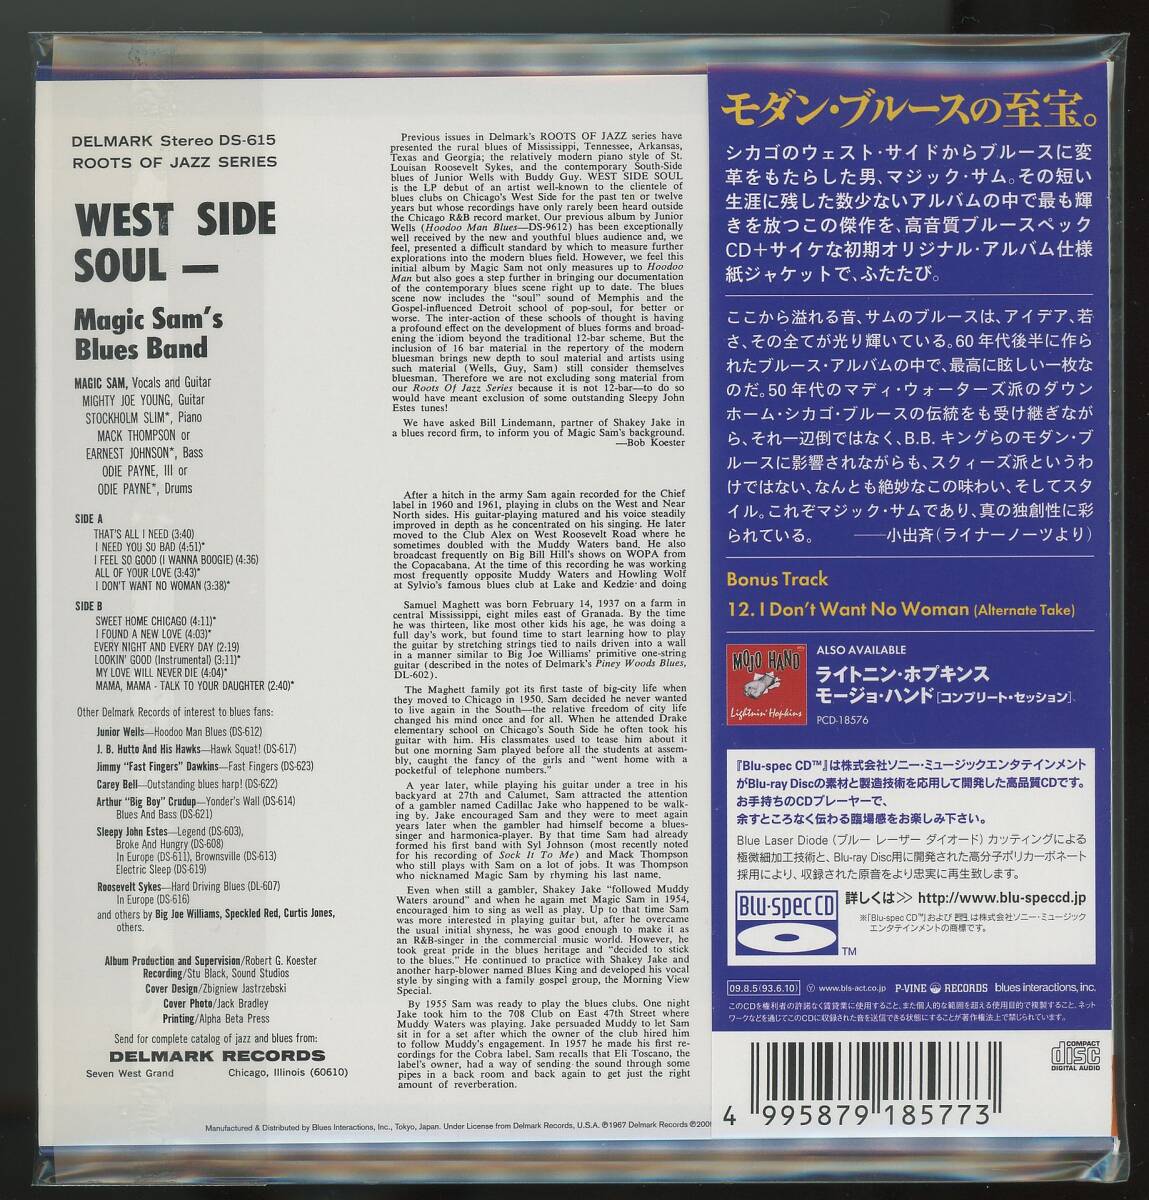 DELMARK Stereo DS-615
ROOTS OF JAZZ SERIES
WEST SIDE
SOUL —
Magic Sam's
Blues Band
MAGIC SAM, Vocals and Guitar
MIGHTY JOE YOUNG, Guitar
STOCKHOLM SLIM*, Piano
MACK THOMPSON or
EARNEST JOHNSON*, Bass
ODIE PAYNE, III or
ODIE PAYNE*, Drums
SIDE A
THAT'S ALL I NEED (3:40)
I NEED YOU SO BAD (4:51)*
I FEEL SO GOOD (I WANNA BOOGIE) (4:36)
ALL OF YOUR LOVE (3:43)*
I DON'T WANT NO WOMAN (3:38)*
SIDE B
SWEET HOME CHICAGO (4:11)*
I FOUND A NEW LOVE (4:03)*
EVERY NIGHT AND EVERY DAY (2:19)
LOOKIN' GOOD (Instrumental) (3:11)*
MY LOVE WILL NEVER DIE (4:04)*
MAMA, MAMA - TALK TO YOUR DAUGHTER (2:40)*
Other Delmark Records of interest to blues fans:
Junior Wells—Hoodoo Man Blues (DS-612)
J. B. Hutto And His Hawks—Hawk Squat! (DS-617)
Jimmy "Fast Fingers" Dawkins—Fast Fingers (DS-623)
Carey Bell—Outstanding blues harp! (DS-622)
Arthur "Big Boy" Crudup—Yonder's Wall (DS-614)
Blues And Bass (DS-621)
Sleepy John Estes—Legend (DS-603),
Broke And Hungry (DS-608)
In Europe (DS-611), Brownsville (DS-613)
Electric Sleep (DS-619)
Roosevelt Sykes—Hard Driving Blues (DL-607)
In Europe (DS-616)
and others by Big Joe Williams, Speckled Red, Curtis Jones,
others.
Album Production and Supervision/Robert G. Koester
Recording/Stu Black, Sound Studios
Cover Design/Zbigniew Jastrzebski
Cover Photo/Jack Bradley
Printing/Alpha Beta Press
Send for complete catalog of jazz and blues from:
DELMARK RECORDS
Seven West Grand Chicago, Illinois (60610)
Previous issues in Delmark's ROOTS OF JAZZ series have
presented the rural blues of Mississippi, Tennessee, Arkansas,
Texas and Georgia; the relatively modern piano style of St.
Louisan Roosevelt Sykes, and the contemporary South-Side
blues of Junior Wells with Buddy Guy. WEST SIDE SOUL
is the LP debut of an artist well-known to the clientele of
blues clubs on Chicago's West Side for the past ten or twelve
years but whose recordings have only rarely been heard outside
the Chicago R&B record market. Our previous album by Junior
Wells (Hoodoo Man Blues—DS-9612) has been exceptionally
well received by the new and youthful blues audience and, we
feel, presented a difficult standard by which to measure further
explorations into the modern blues field. However, we feel this
initial album by Magic Sam not only measures up to Hoodoo
Man but also goes a step further in bringing our documentation
of the contemporary blues scene right up to date. The blues
scene now includes the "soul" sound of Memphis and the
Gospel-influenced Detroit school of pop-soul, for better or
worse. The inter-action of these schools of thought is having
a profound effect on the development of blues forms and broad-
ening the idiom beyond the traditional 12-bar scheme. But the
inclusion of 16 bar material in the repertory of the modern
bluesman brings new depth to soul material and artists using
such material (Wells, Guy, Sam) still consider themselves
bluesman. Therefore we are not excluding song material from
our Roots Of Jazz Series because it is not 12-bar—to do so
would have meant exclusion of some outstanding Sleepy John
Estes tunes!
We have asked Bill Lindemann, partner of Shakey Jake in
a blues record firm, to inform you of Magic Sam's background.
—Bob Koester
After a hitch in the army Sam again recorded for the Chief
label in 1960 and 1961, playing in clubs on the West and Near
North sides. His guitar-playing matured and his voice steadily
improved in depth as he concentrated on his singing. He later
moved to the Club Alex on West Roosevelt Road where he
sometimes doubled with the Muddy Waters band. He also
broadcast frequently on Big Bill Hill's shows on WOPA from
the Copacabana. At the time of this recording he was working
most frequently opposite Muddy Waters and Howling Wolf
at Sylvio's famous blues club at Lake and Kedzie and doing
Samuel Maghett was born February 14, 1937 on a farm in
central Mississippi, eight miles east of Granada. By the time
he was thirteen, like most other kids his age, he was doing a
full day's work, but found time to start learning how to play
the guitar by stretching strings tied to nails driven into a wall
in a manner similar to Big Joe Williams' primitive one-string
guitar (described in the notes of Delmark's Piney Woods Blues,
DL-602).
The Maghett family got its first taste of big-city life when
they moved to Chicago in 1950. Sam decided he never wanted
to live again in the South—the relative freedom of city life
changed his mind once and for all. When he attended Drake
elementary school on Chicago's South Side he often took his
guitar with him. His classmates used to tease him about it
but one morning Sam played before all the students at assem-
bly, caught the fancy of the girls and "went home with a
pocketful of telephone numbers."
A year later, while playing his guitar under a tree in his
backyard at 27th and Calumet, Sam attracted the attention
of a gambler named Cadillac Jake who happened to be walk-
ing by. Jake encouraged Sam and they were to meet again
years later when the gambler had himself become a blues-
singer and harmonica-player. By that time Sam had already
formed his first band with Syl Johnson (most recently noted
for his recording of Sock It To Me) and Mack Thompson
who still plays with Sam on a lot of jobs. It was Thompson
who nicknamed Magic Sam by rhyming his last name.
Even when still a gambler, Shakey Jake "followed Muddy
Waters around" and when he again met Magic Sam in 1954,
encouraged him to sing as well as play. Up to that time Sam
was more interested in playing guitar but, after he overcame
the usual initial shyness, he was good enough to make it as
an R&B-singer in the commercial music world. However, he
took great pride in the blues heritage and "decided to stick
to the blues." He continued to practice with Shakey Jake and
another harp-blower named Blues King and developed his vocal
style by singing with a family gospel group, the Morning View
Special.
By 1955 Sam was ready to play the blues clubs. One night
Jake took him to the 708 Club on East 47th Street where
Muddy Waters was playing. Jake persuaded Muddy to let Sam
sit in for a set after which the owner of the club hired him
to follow Muddy's engagement. In 1957 he made his first re-
cordings for the Cobra label. Sam recalls that Eli Toscano, the
label's owner, had a way of sending the sound through some
pipes in a back room and back again to get just the right
amount of reverberation.
Manufactured & Distributed by Blues Interactions, Inc., Tokyo, Japan. Under License from Delmark Records, U.S.A. ℗1967 Delmark Records ℗200
モダン・ブルースの至宝。
シカゴのウェスト・サイドからブルースに変
革をもたらした男、マジック・サム。その短い
生涯に残した数少ないアルバムの中で最も輝
きを放つこの傑作を、高音質ブルースペック
CD＋サイケな初期オリジナル・アルバム仕様
紙ジャケットで、ふたたび。
ここから溢れる音、サムのブルースは、アイデア、若
さ、その全てが光り輝いている。60年代後半に作ら
れたブルース・アルバムの中で、最高に眩しい一枚な
のだ。50年代のマディ・ウォーターズ派のダウン
ホーム・シカゴ・ブルースの伝統をも受け継ぎなが
ら、それ一辺倒ではなく、B.B.キングらのモダン・ブ
ルースに影響されながらも、スクィーズ派というわ
けではない、なんとも絶妙なこの味わい、そしてスタ
イル。これぞマジック・サムであり、真の独創性に彩
られている。 ——小出斉（ライナーノーツより）
Bonus Track
12. I Don't Want No Woman (Alternate Take)
MOJO HAND
Lightnin' Hopkins
ALSO AVAILABLE
ライトニン・ホプキンス
モージョ・ハンド[コンプリート・セッション]
PCD-18576
『Blu-spec CD™』は株式会社ソニー・ミュージックエンタテインメント
がBlu-ray Discの素材と製造技術を応用して開発した高品質CDです。
お手持ちのCDプレーヤーで、
余すところなく伝わる臨場感をお楽しみ下さい。
Blue Laser Diode（ブルー レーザー ダイオード）カッティングによる
極微細加工技術と、Blu-ray Disc用に開発された高分子ポリカーボネート
採用により、収録された原音をより忠実に再生致します。
Blu-spec CD TM
詳しくは>> http://www.blu-speccd.jp
※『Blu-spec CD™』および は株式会社ソニー・ミュージック
エンタテインメントの商標です。
09.8.5(93.6.10) Ⓨ www.bls-act.co.jp P-VINE RECORDS blues interactions, inc.
このCDを権利者の許諾なく賃貸業に使用すること、また個人的な範囲を超える使用目的で複製すること、ネット
ワークなどを通じてこのCDに収録された音を送信できる状態にすることが著作権法上で禁じられています。
COMPACT
disc
DIGITAL AUDIO
4 995879 185773